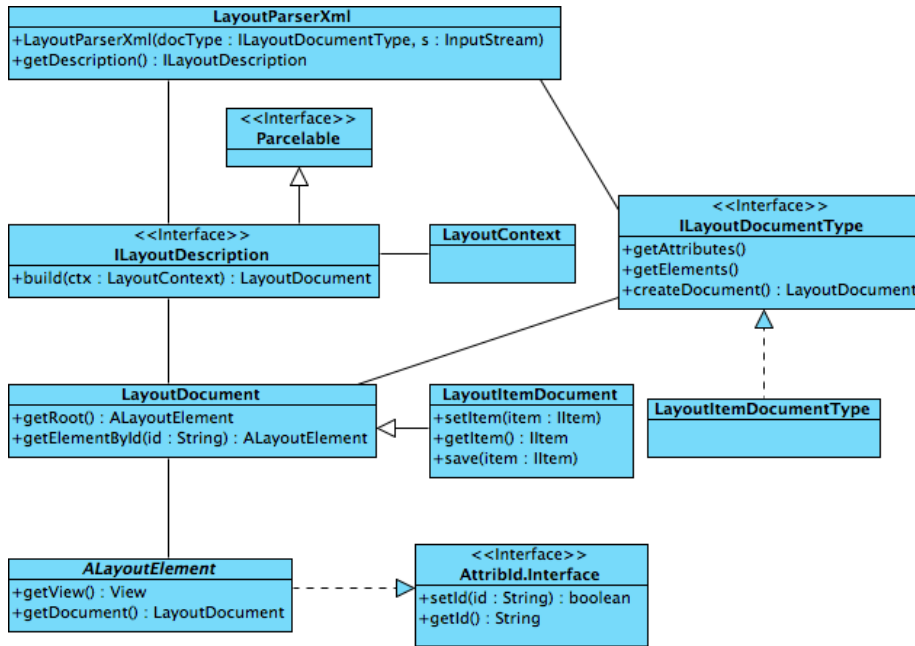 LayoutParserXml
+LayoutParserXml(docType : ILayoutDocumentType, s : InputStream)
+getDescription() : ILayoutDescription
<<Interface>>
Parcelable
<<Interface>>
ILayoutDescription
+build(ctx : LayoutContext) : LayoutDocument
LayoutContext
<<Interface>>
ILayoutDocumentType
+getAttributes()
+getElements()
+createDocument() : LayoutDocument
LayoutDocument
+getRoot() : ALayoutElement
+getElementById(id : String) : ALayoutElement
LayoutItemDocument
+setItem(item : IItem)
+getItem() : IItem
+save(item : IItem)
LayoutItemDocumentType
ALayoutElement
+getView() : View
+getDocument() : LayoutDocument
<<Interface>>
AttribId.Interface
+setId(id : String) : boolean
+getId() : String